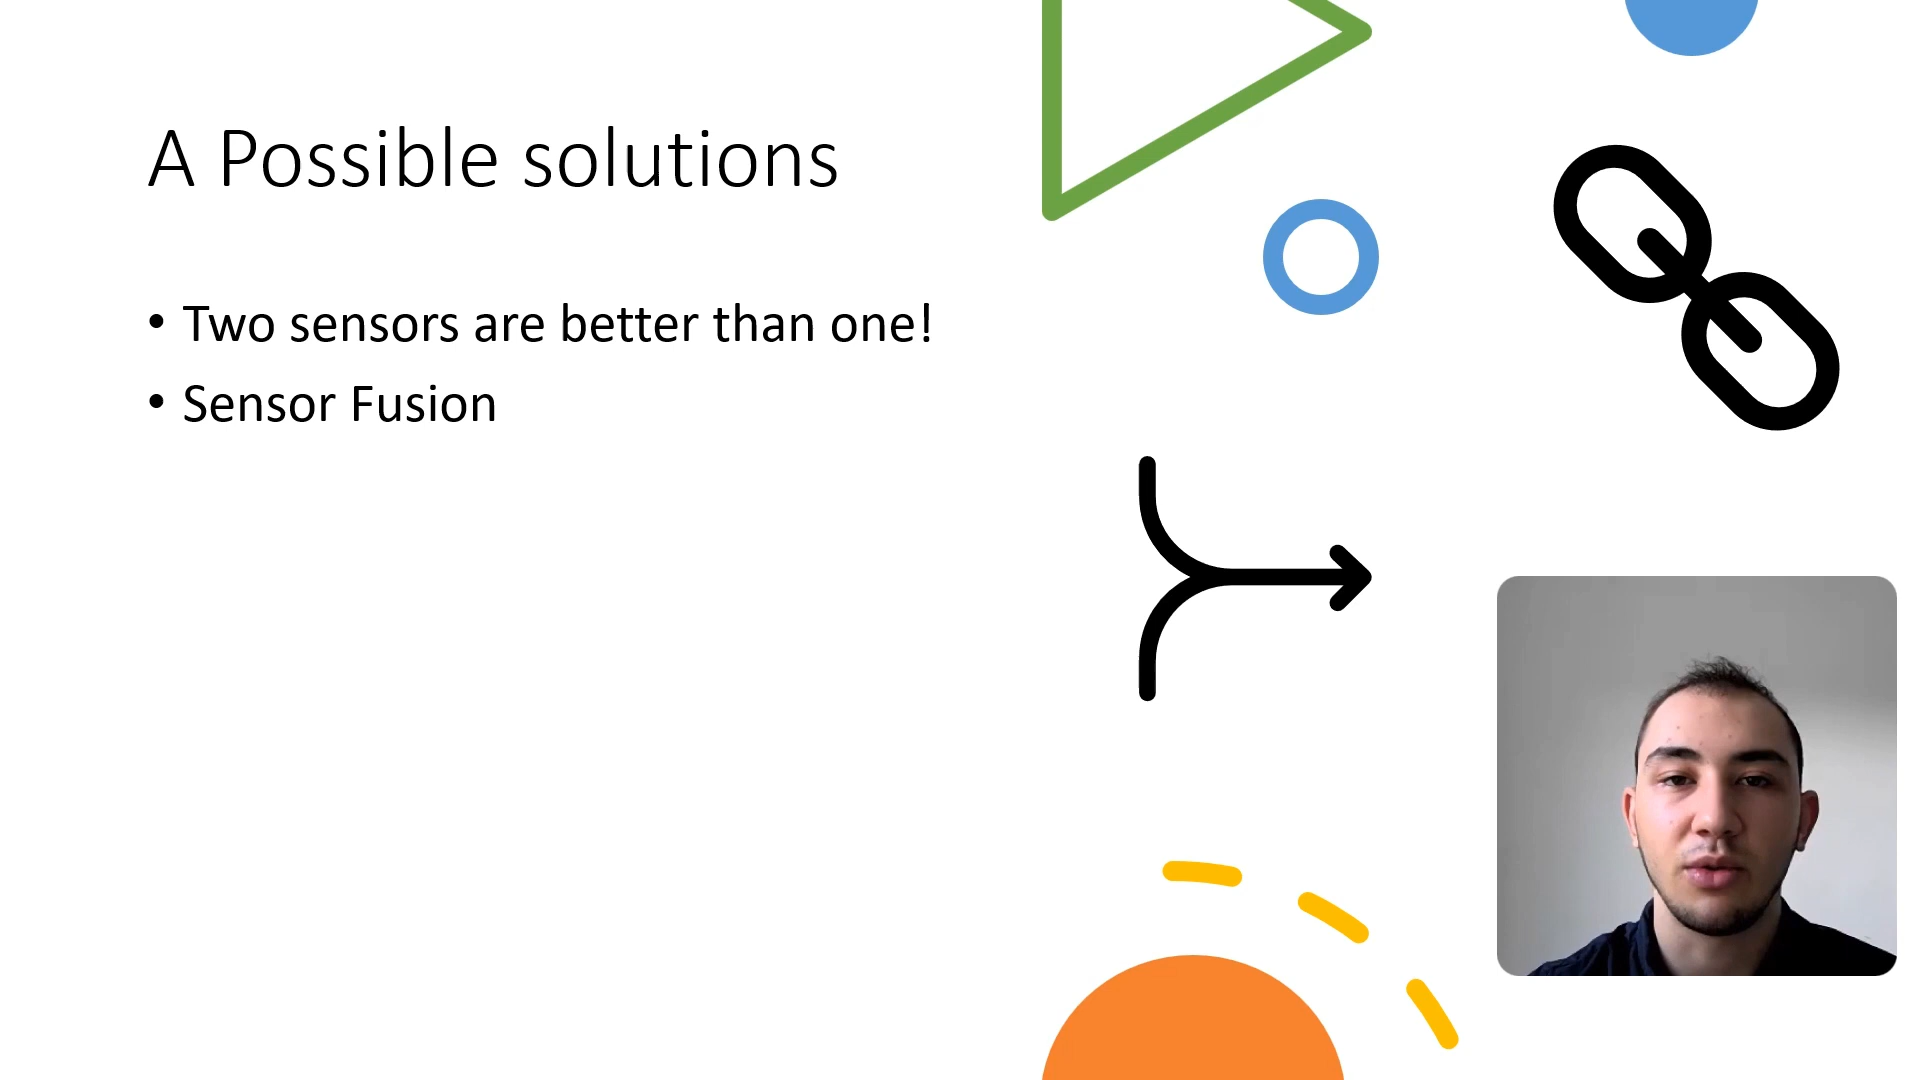 A Possible solutions
• Two sensors are better than one!
• Sensor Fusion